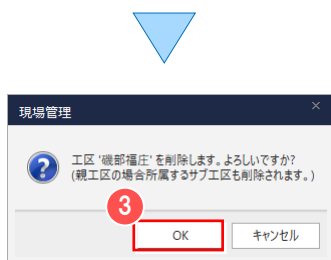 現場管理
工区 '磯部福庄' を削除します。よろしいですか?
(親工区の場合所属するサブ工区も削除されます。)
3
OK
キャンセル